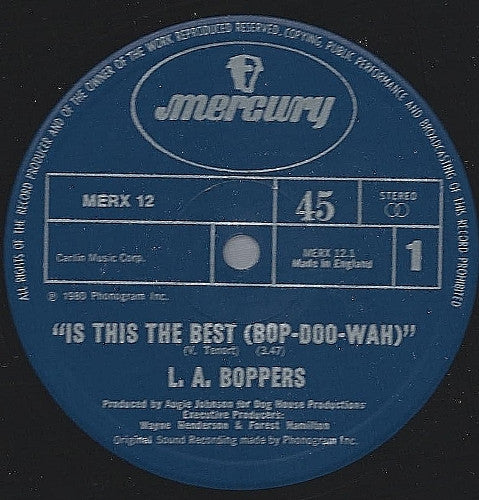 ALL RIGHTS OF THE RECORD PRODUCER AND OF THE OWNER OF THE WORK REPRODUCED RESERVED. COPYING, PUBLIC PERFORMANCE AND BROADCASTING OF THIS RECORD PROHIBITED
mercury
MERX 12
45
STEREO
Carlin Music Corp.
MERX 12.1
Made in England
1
℗ 1980 Phonogram Inc.
"IS THIS THE BEST (BOP-DOO-WAH)"
(V. Tenort) (3.47)
L. A. BOPPERS
Produced by Augie Johnson for Dog House Productions
Executive Producers:
Wayne Henderson & Forest Hamilton
Original Sound Recording made by Phonogram Inc.